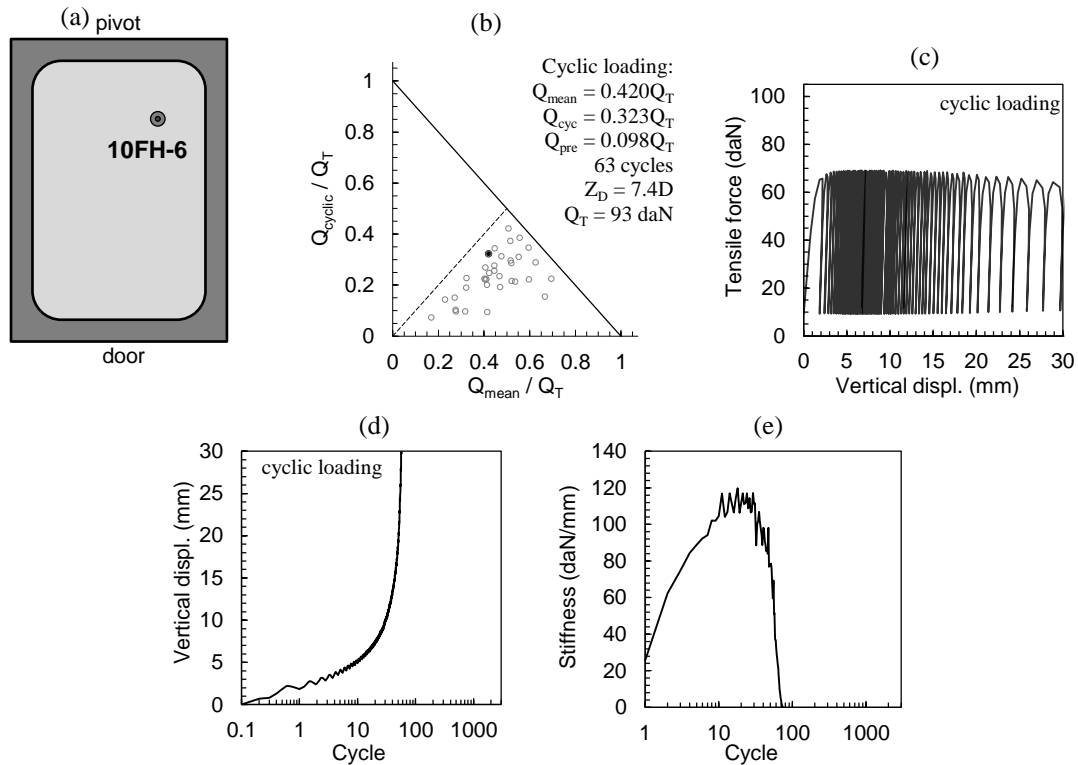 (a)
pivot
10FH-6
door
(b)
Cyclic loading:
Q_mean = 0.420Q_T
Q_cyc = 0.323Q_T
Q_pre = 0.098Q_T
63 cycles
Z_D = 7.4D
Q_T = 93 daN
Q_cyclic / Q_T
1
0.8
0.6
0.4
0.2
0
0 0.2 0.4 0.6 0.8 1
Q_mean / Q_T
(c)
cyclic loading
Tensile force (daN)
100
80
60
40
20
0
0 5 10 15 20 25 30
Vertical displ. (mm)
(d)
cyclic loading
Vertical displ. (mm)
30
25
20
15
10
5
0
0.1 1 10 100 1000
Cycle
(e)
Stiffness (daN/mm)
140
120
100
80
60
40
20
0
1 10 100 1000
Cycle